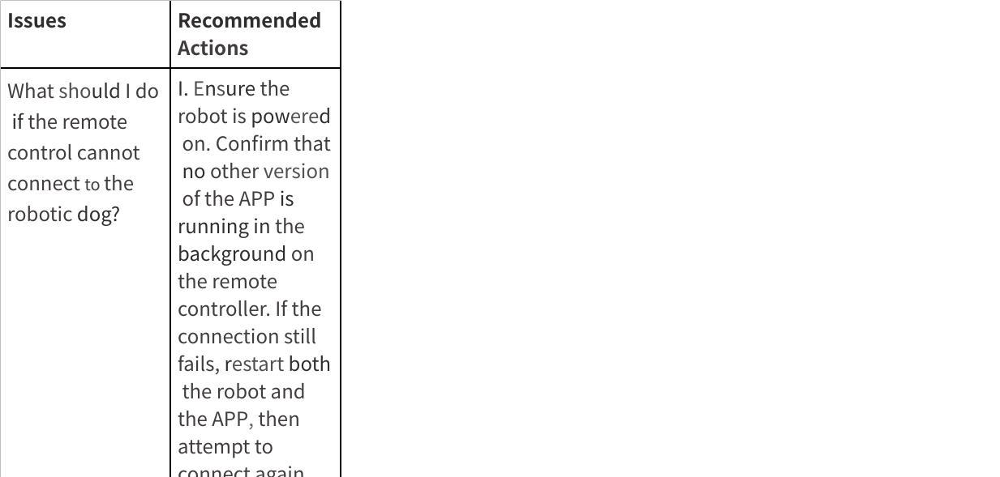 Issues
Recommended
Actions
What should I do
if the remote
control cannot
connect to the
robotic dog?
I. Ensure the
robot is powered
on. Confirm that
no other version
of the APP is
running in the
background on
the remote
controller. If the
connection still
fails, restart both
the robot and
the APP, then
attempt to
connect again